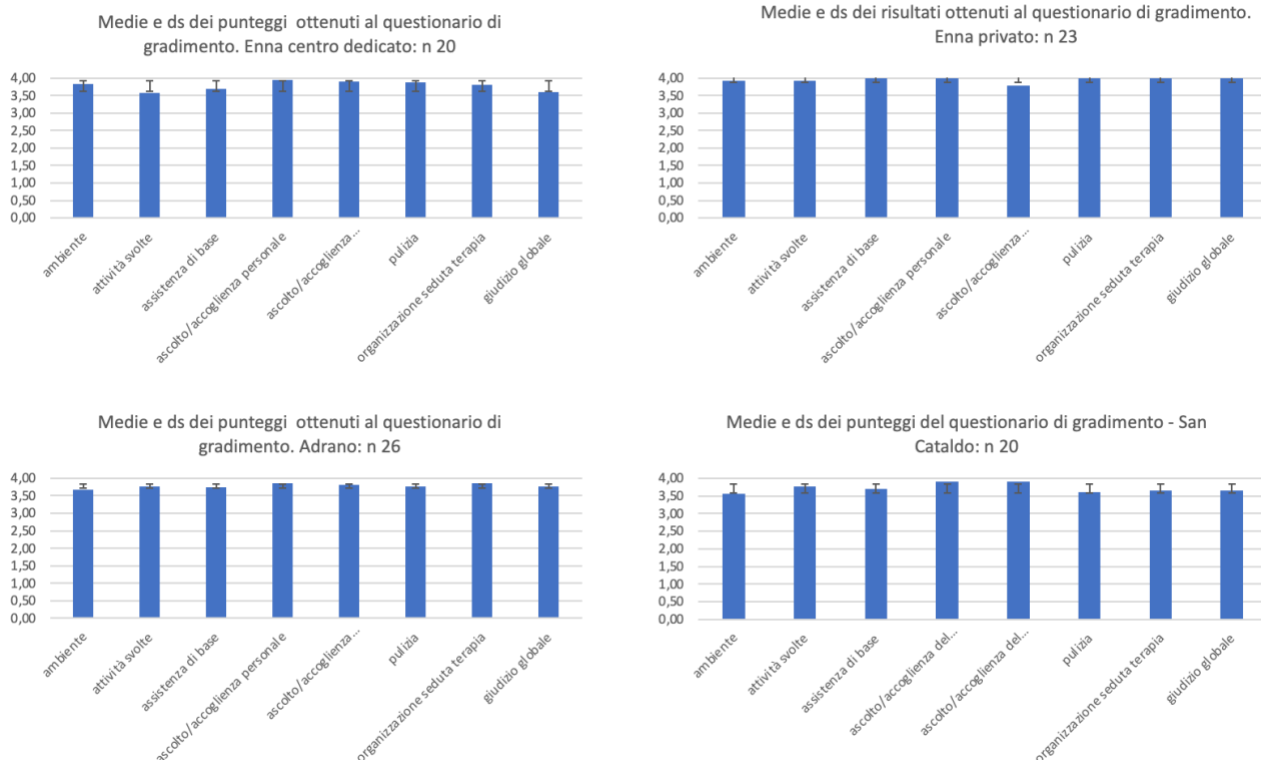 Medie e ds dei punteggi  ottenuti al questionario di
gradimento. Enna centro dedicato: n 20
4,00
3,50
3,00
2,50
2,00
1,50
1,00
0,50
0,00
ambiente
attività svolte
assistenza di base
ascolto/accoglienza personale
ascolto/accoglienza...
pulizia
organizzazione seduta terapia
giudizio globale
Medie e ds dei risultati ottenuti al questionario di gradimento.
Enna privato: n 23
4,00
3,50
3,00
2,50
2,00
1,50
1,00
0,50
0,00
ambiente
attività svolte
assistenza di base
ascolto/accoglienza personale
ascolto/accoglienza...
pulizia
organizzazione seduta terapia
giudizio globale
Medie e ds dei punteggi  ottenuti al questionario di
gradimento. Adrano: n 26
4,00
3,50
3,00
2,50
2,00
1,50
1,00
0,50
0,00
ambiente
attività svolte
assistenza di base
ascolto/accoglienza personale
ascolto/accoglienza...
pulizia
organizzazione seduta terapia
giudizio globale
Medie e ds dei punteggi del questionario di gradimento - San
Cataldo: n 20
4,00
3,50
3,00
2,50
2,00
1,50
1,00
0,50
0,00
ambiente
attività svolte
assistenza di base
ascolto/accoglienza del...
ascolto/accoglienza del...
pulizia
organizzazione seduta terapia
giudizio globale